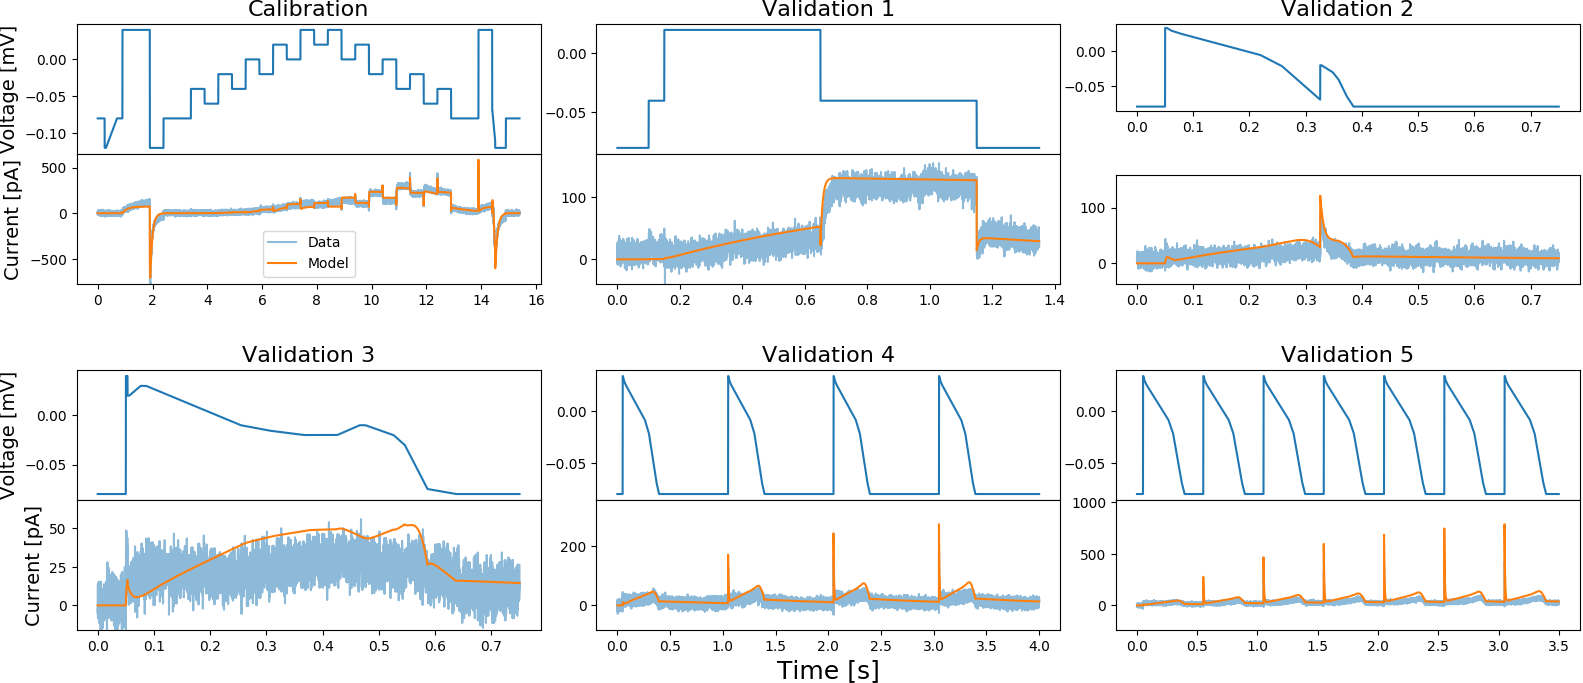 Calibration
Validation 1
Validation 2
Voltage [mV]
0.00
−0.05
−0.10
0.00
−0.05
0.00
−0.05
0.0 0.1 0.2 0.3 0.4 0.5 0.6 0.7
Current [pA]
500
0
−500
Data
Model
0 2 4 6 8 10 12 14 16
100
0
0.0 0.2 0.4 0.6 0.8 1.0 1.2 1.4
100
0
0.0 0.1 0.2 0.3 0.4 0.5 0.6 0.7
Validation 3
Validation 4
Validation 5
Voltage [mV]
0.00
−0.05
0.00
−0.05
0.00
−0.05
Current [pA]
50
25
0
0.0 0.1 0.2 0.3 0.4 0.5 0.6 0.7
200
0
0.0 0.5 1.0 1.5 2.0 2.5 3.0 3.5 4.0
1000
500
0
0.0 0.5 1.0 1.5 2.0 2.5 3.0 3.5
Time [s]